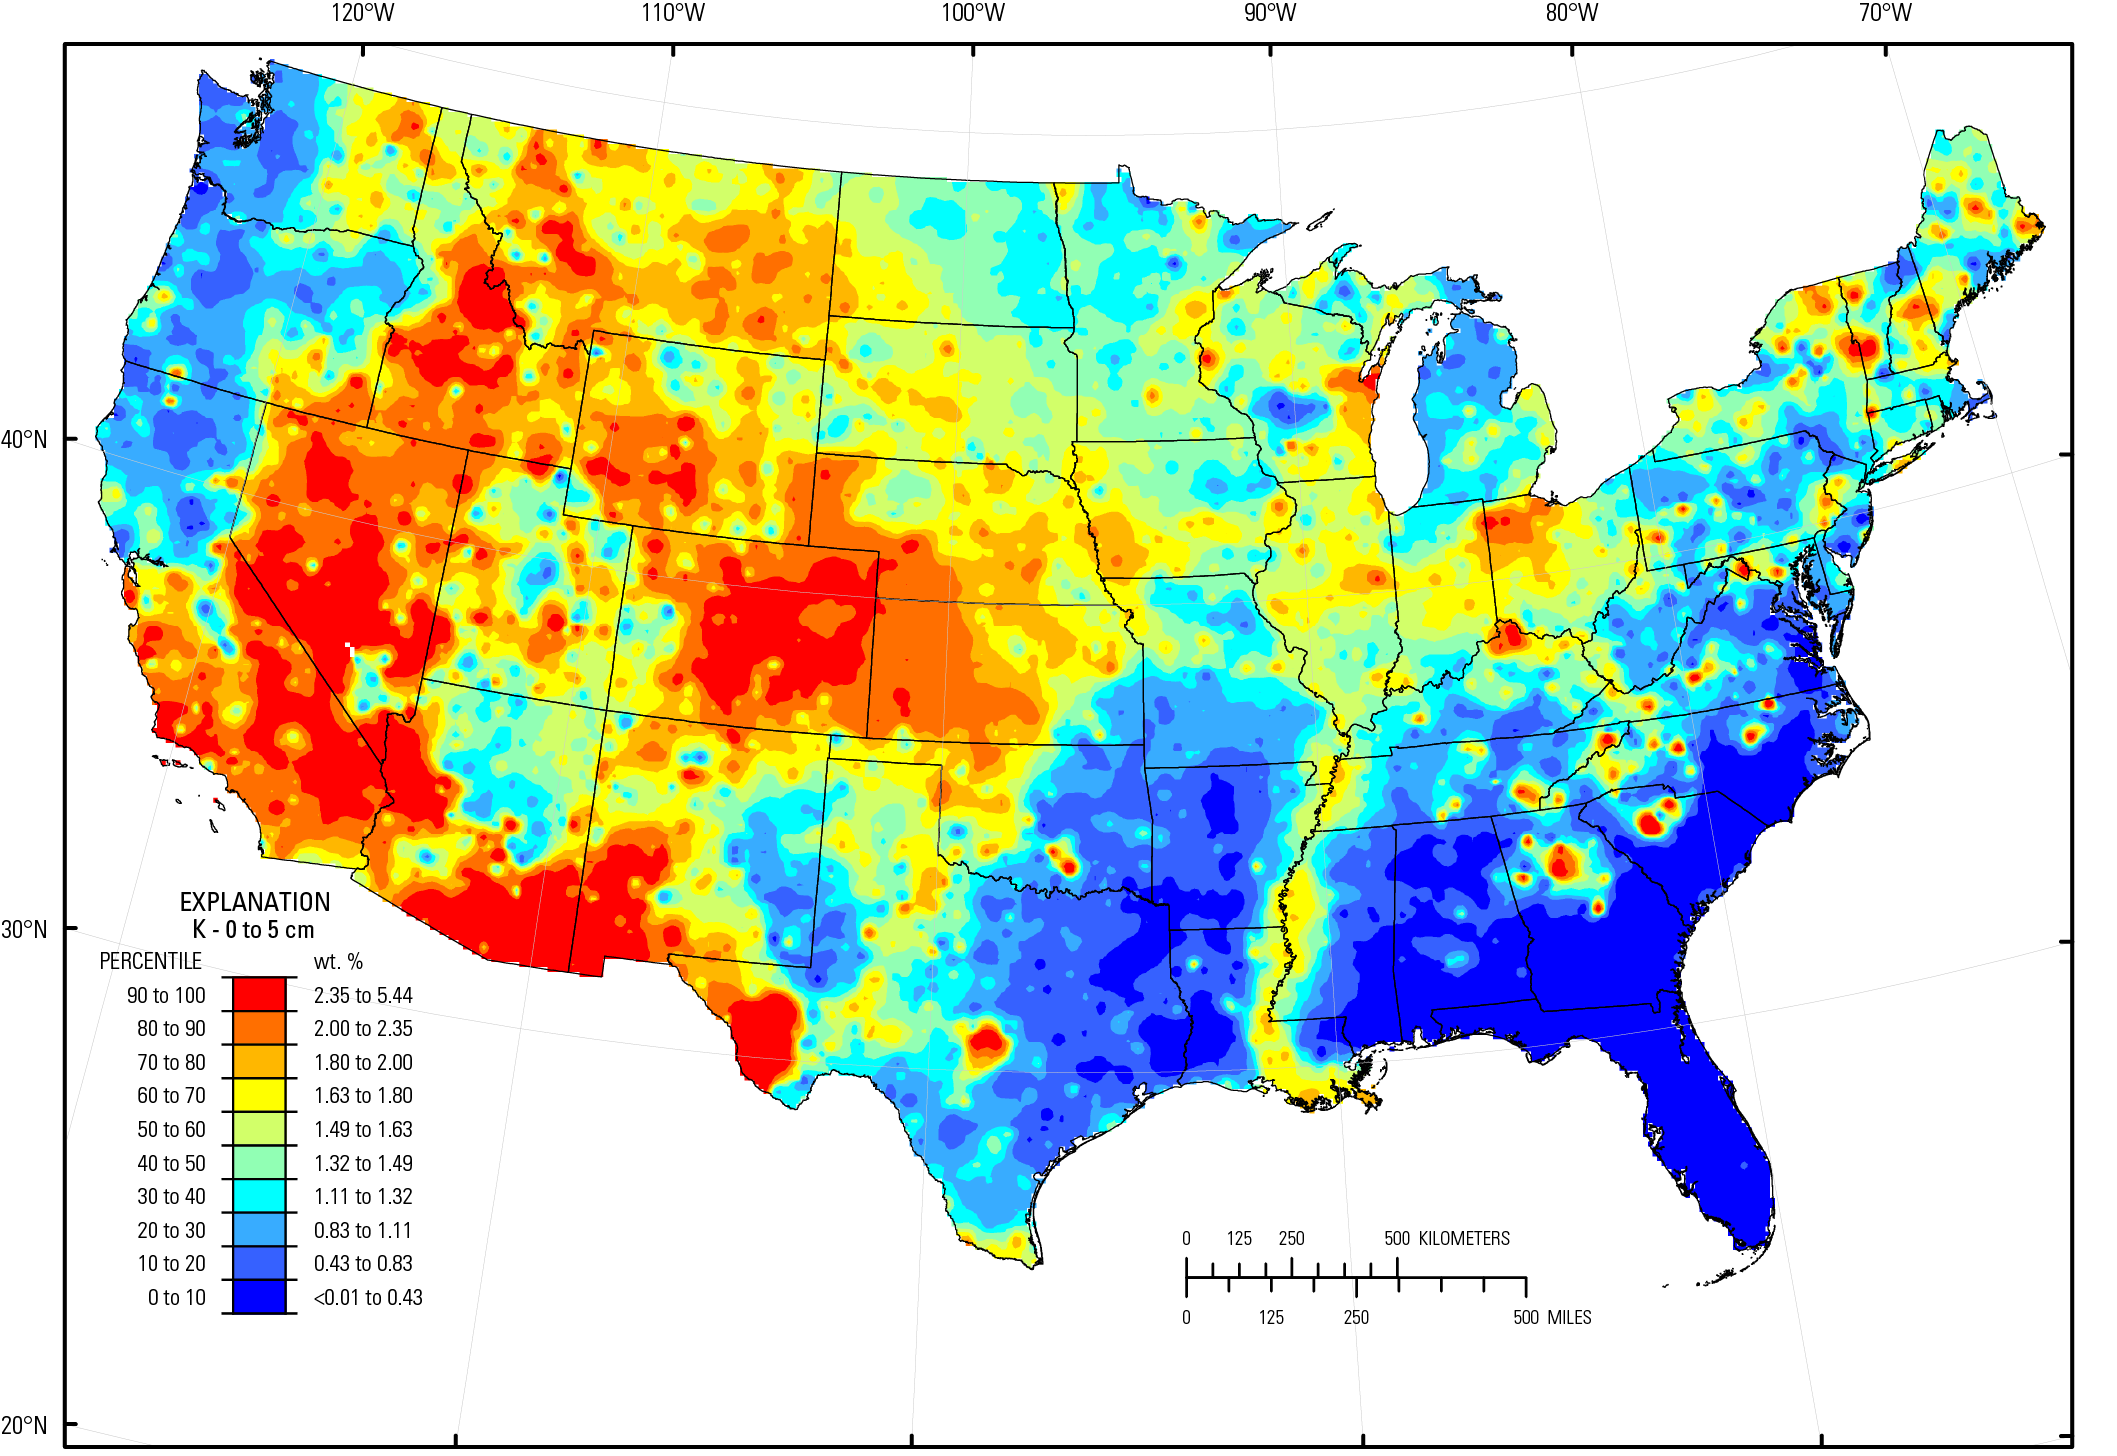 120°W 110°W 100°W 90°W 80°W 70°W
40°N
30°N
20°N
EXPLANATION
K - 0 to 5 cm
PERCENTILE wt. %
90 to 100 2.35 to 5.44
80 to 90 2.00 to 2.35
70 to 80 1.80 to 2.00
60 to 70 1.63 to 1.80
50 to 60 1.49 to 1.63
40 to 50 1.32 to 1.49
30 to 40 1.11 to 1.32
20 to 30 0.83 to 1.11
10 to 20 0.43 to 0.83
0 to 10 <0.01 to 0.43
0 125 250 500 KILOMETERS
0 125 250 500 MILES